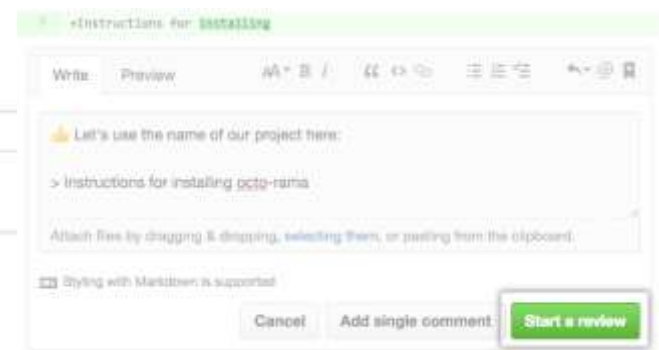 +Instructions for installing
Write Preview AA B i
Let's use the name of our project here:
> Instructions for installing octo-rama
Attach files by dragging & dropping, selecting them, or pasting from the clipboard.
Styling with Markdown is supported
Cancel Add single comment Start a review